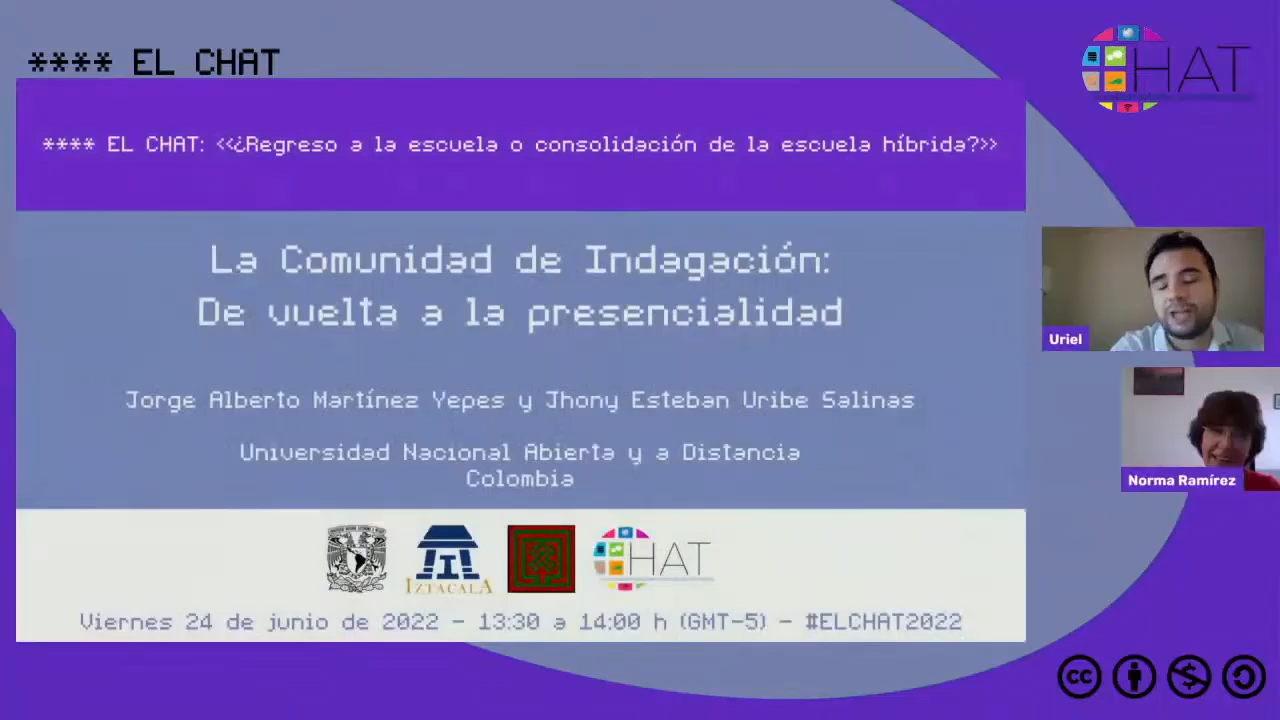 **** EL CHAT
HAT
**** EL CHAT: <<¿Regreso a la escuela o consolidación de la escuela híbrida?>>
La Comunidad de Indagación:
De vuelta a la presencialidad
Jorge Alberto Martínez Yepes y Jhony Esteban Uribe Salinas
Universidad Nacional Abierta y a Distancia
Colombia
Uriel
Norma Ramírez
IZTACALA
HAT
Viernes 24 de junio de 2022 - 13:30 a 14:00 h (GMT-5) - #ELCHAT2022
cc